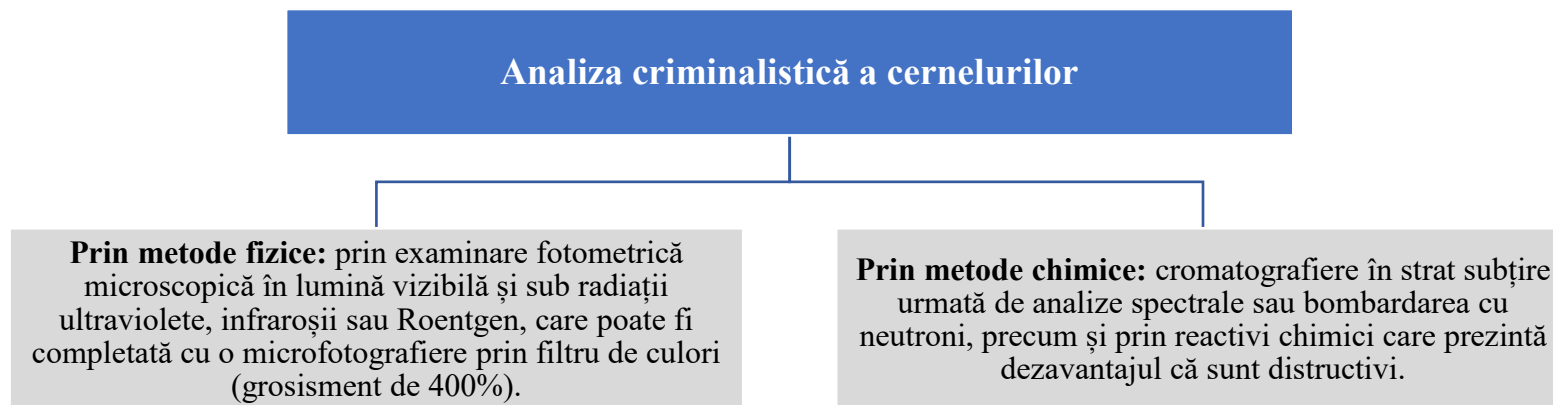 Analiza criminalistică a cernelurilor
Prin metode fizice: prin examinare fotometrică
microscopică în lumină vizibilă și sub radiații
ultraviolete, infraroșii sau Roentgen, care poate fi
completată cu o microfotografiere prin filtru de culori
(grosisment de 400%).
Prin metode chimice: cromatografiere în strat subțire
urmată de analize spectrale sau bombardarea cu
neutroni, precum și prin reactivi chimici care prezintă
dezavantajul că sunt distructivi.